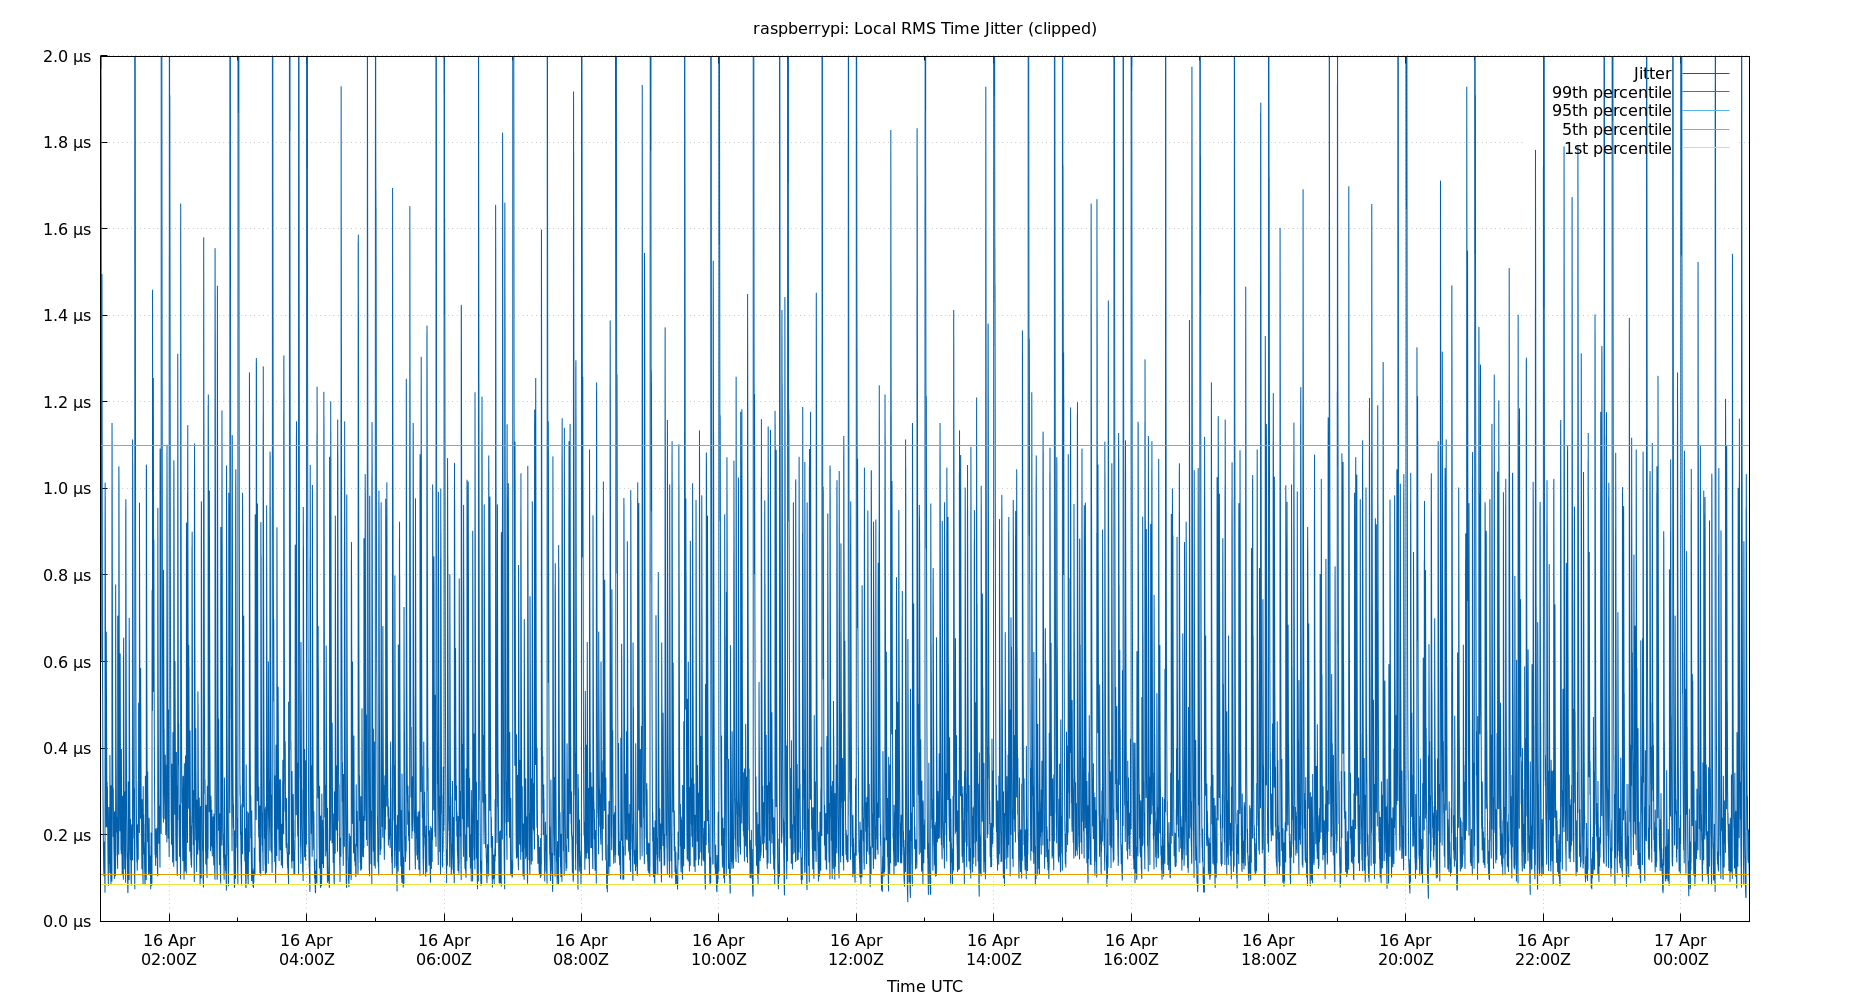 raspberrypi: Local RMS Time Jitter (clipped)
2.0 µs
1.8 µs
1.6 µs
1.4 µs
1.2 µs
1.0 µs
0.8 µs
0.6 µs
0.4 µs
0.2 µs
0.0 µs
Jitter
99th percentile
95th percentile
5th percentile
1st percentile
16 Apr 16 Apr 16 Apr 16 Apr 16 Apr 16 Apr 16 Apr 16 Apr 16 Apr 16 Apr 16 Apr 17 Apr
02:00Z 04:00Z 06:00Z 08:00Z 10:00Z 12:00Z 14:00Z 16:00Z 18:00Z 20:00Z 22:00Z 00:00Z
Time UTC